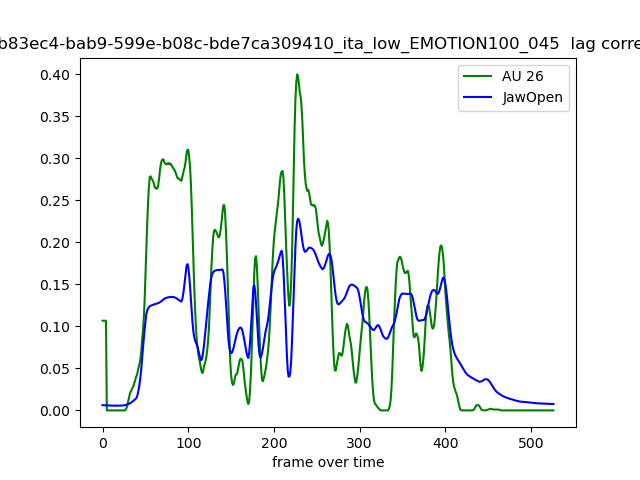 b83ec4-bab9-599e-b08c-bde7ca309410_ita_low_EMOTION100_045 lag corre
AU 26
JawOpen
0.40
0.35
0.30
0.25
0.20
0.15
0.10
0.05
0.00
0 100 200 300 400 500
frame over time